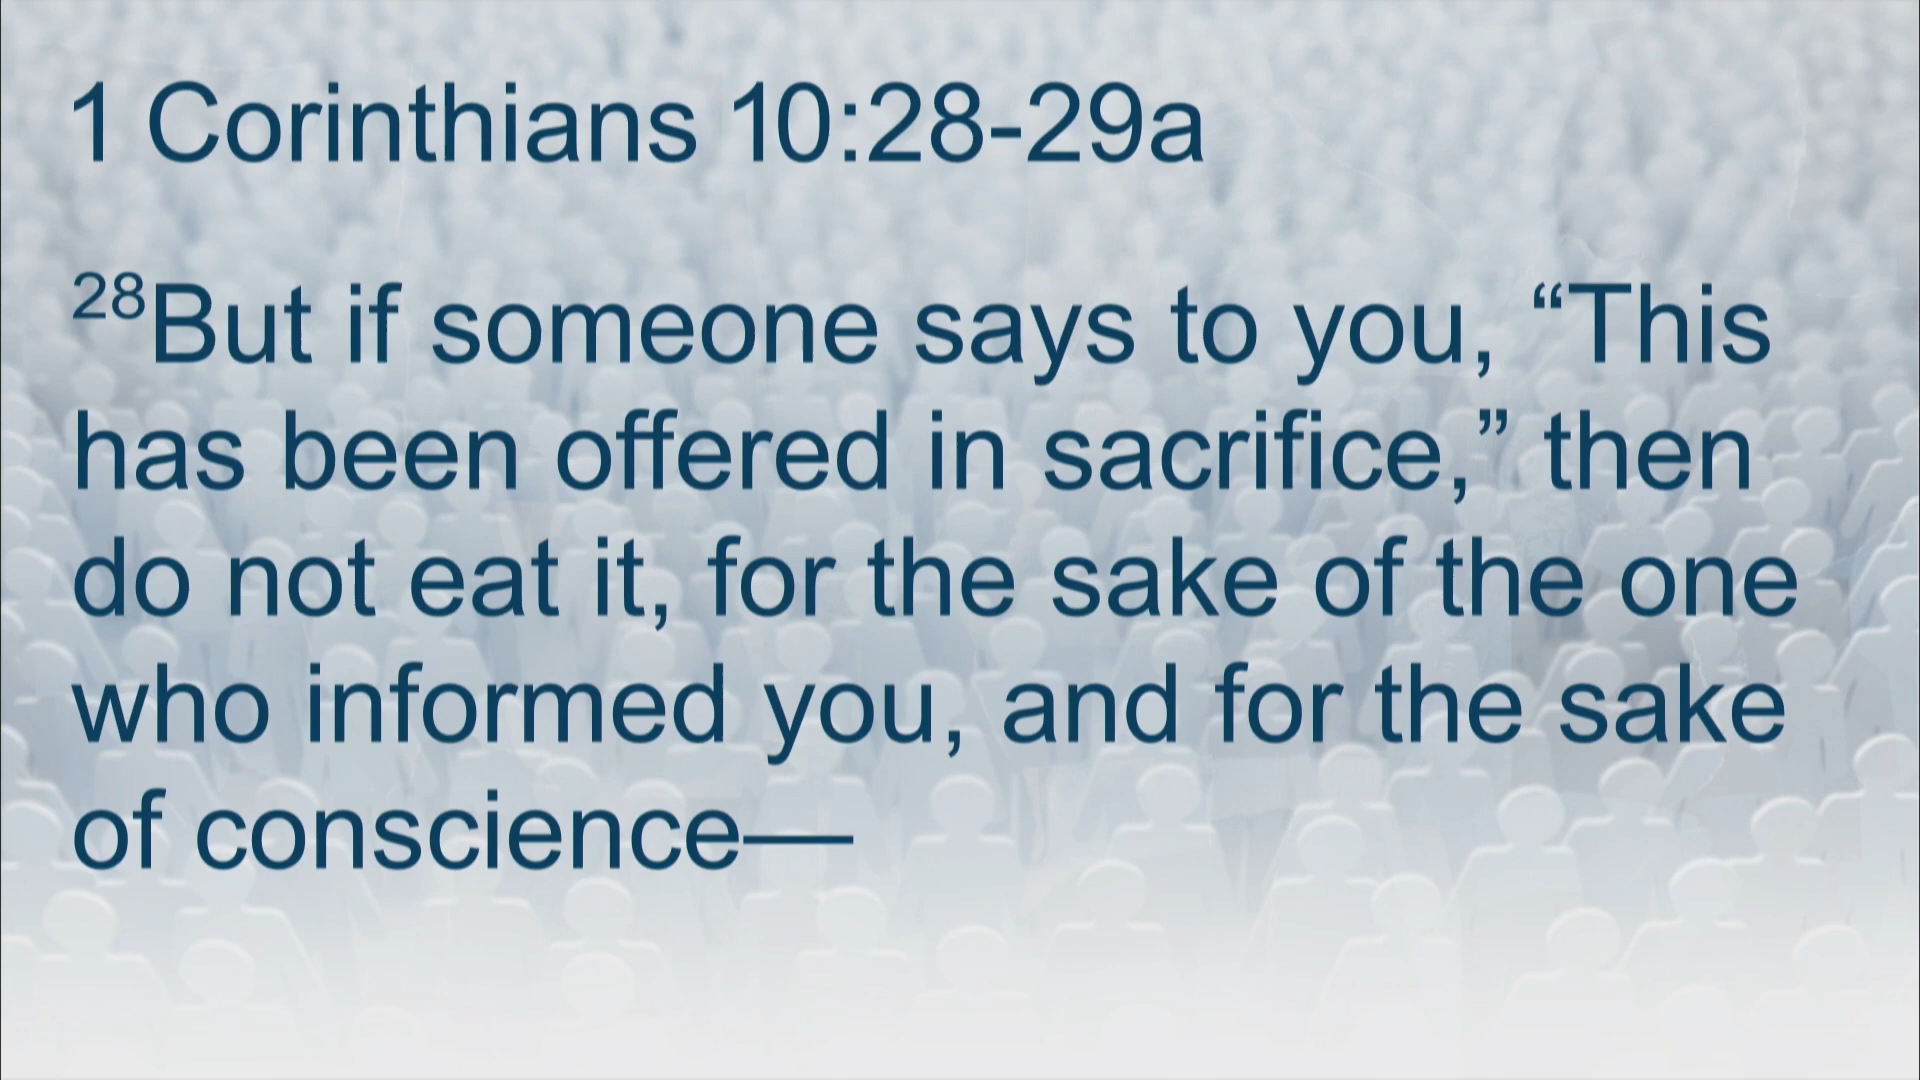 1 Corinthians 10:28-29a
28But if someone says to you, “This
has been offered in sacrifice,” then
do not eat it, for the sake of the one
who informed you, and for the sake
of conscience—